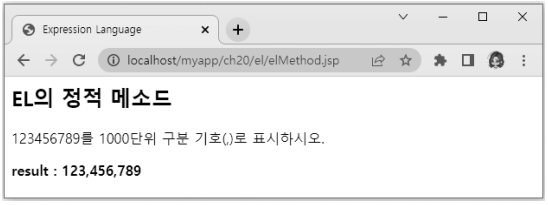 Expression Language
localhost/myapp/ch20/el/elMethod.jsp
EL의 정적 메소드
123456789를 1000단위 구분 기호(,)로 표시하시오.
result : 123,456,789